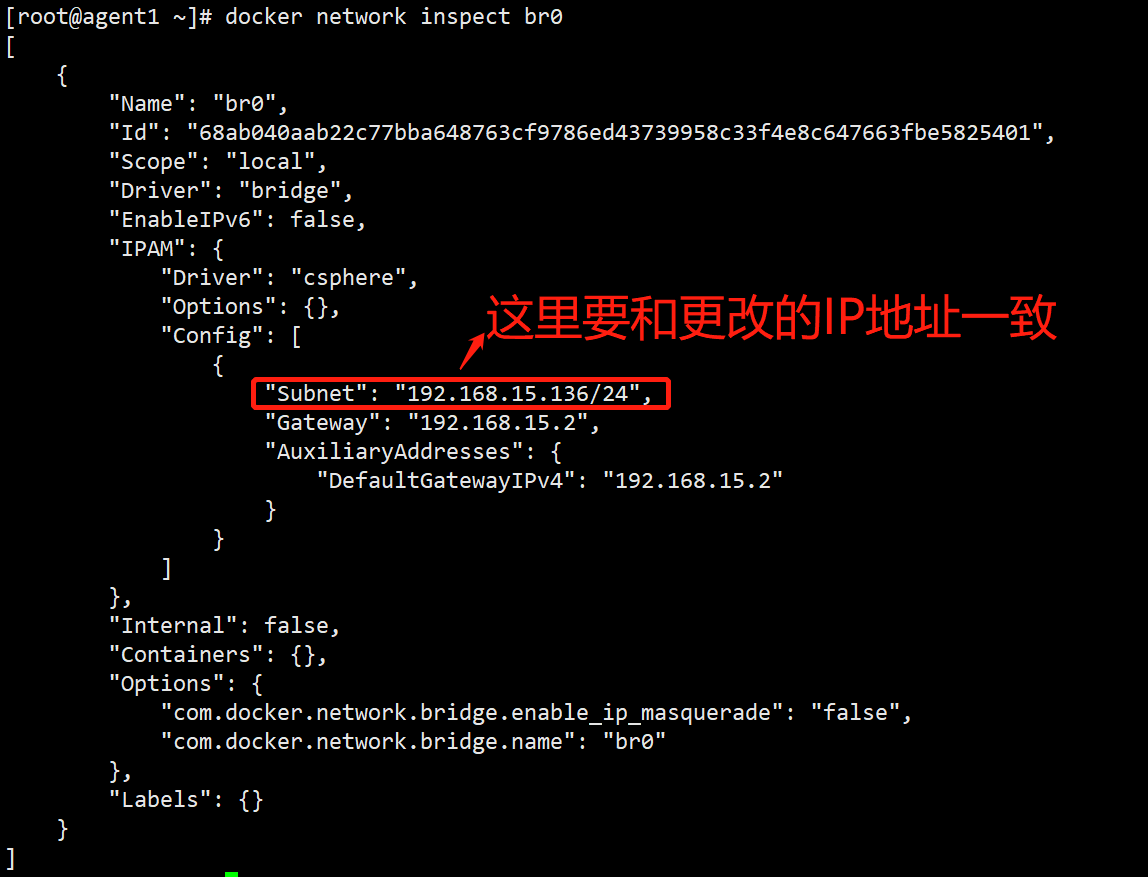 [root@agent1 ~]# docker network inspect br0
[
    {
        "Name": "br0",
        "Id": "68ab040aab22c77bba648763cf9786ed43739958c33f4e8c647663fbe5825401",
        "Scope": "local",
        "Driver": "bridge",
        "EnableIPv6": false,
        "IPAM": {
            "Driver": "csphere",
            "Options": {},
这里要和更改的IP地址一致
            "Config": [
                {
                    "Subnet": "192.168.15.136/24",
                    "Gateway": "192.168.15.2",
                    "AuxiliaryAddresses": {
                        "DefaultGatewayIPv4": "192.168.15.2"
                    }
                }
            ]
        },
        "Internal": false,
        "Containers": {},
        "Options": {
            "com.docker.network.bridge.enable_ip_masquerade": "false",
            "com.docker.network.bridge.name": "br0"
        },
        "Labels": {}
    }
]